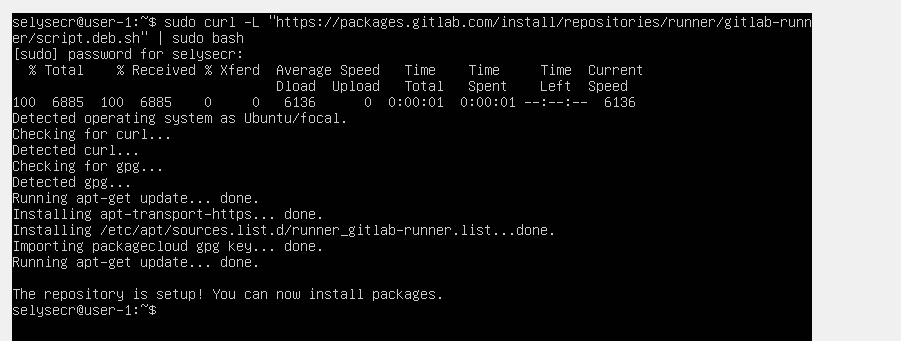 selysecr@user-1:~$ sudo curl -L "https://packages.gitlab.com/install/repositories/runner/gitlab-runn
er/script.deb.sh" | sudo bash
[sudo] password for selysecr:
  % Total    % Received % Xferd  Average Speed   Time    Time     Time  Current
                                 Dload  Upload   Total   Spent    Left  Speed
100  6885  100  6885    0     0   6136      0  0:00:01  0:00:01 --:--:--  6136
Detected operating system as Ubuntu/focal.
Checking for curl...
Detected curl...
Checking for gpg...
Detected gpg...
Running apt-get update... done.
Installing apt-transport-https... done.
Installing /etc/apt/sources.list.d/runner_gitlab-runner.list...done.
Importing packagecloud gpg key... done.
Running apt-get update... done.

The repository is setup! You can now install packages.
selysecr@user-1:~$